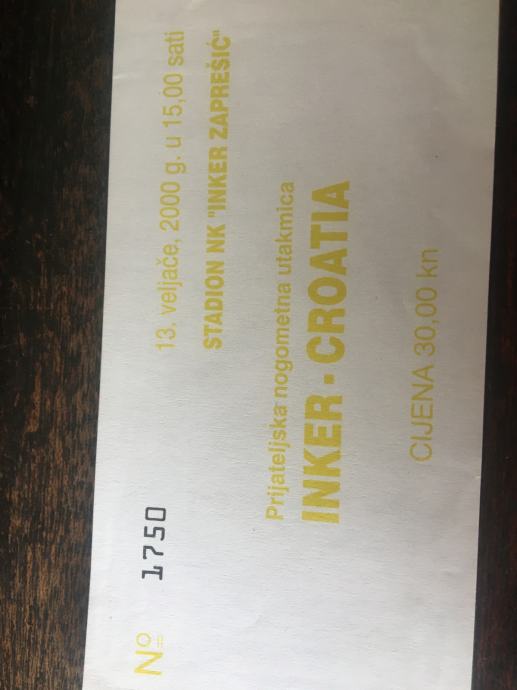 Nº 1750
13. veljače, 2000 g. u 15,00 sati
STADION NK "INKER ZAPREŠIĆ"
Prijateljska nogometna utakmica
INKER - CROATIA
CIJENA 30,00 kn